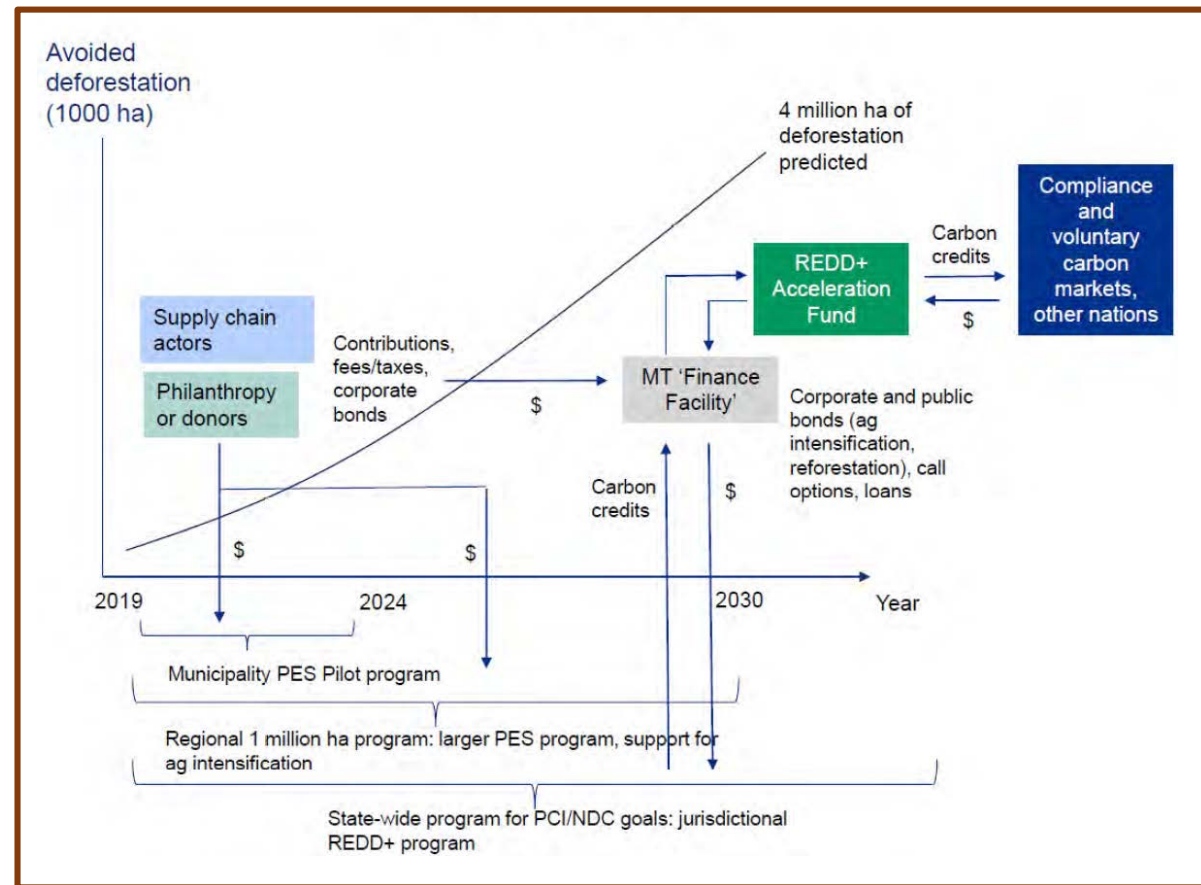 Avoided
deforestation
(1000 ha)
4 million ha of
deforestation
predicted
Compliance
and
voluntary
carbon
markets,
other nations
Carbon
credits
$
REDD+
Acceleration
Fund
Supply chain
actors
Philanthropy
or donors
Contributions,
fees/taxes,
corporate
bonds
$
MT ‘Finance
Facility’
Corporate and public
bonds (ag
intensification,
reforestation), call
options, loans
Carbon
credits
$
$
$
2019
2024
2030
Year
Municipality PES Pilot program
Regional 1 million ha program: larger PES program, support for
ag intensification
State-wide program for PCI/NDC goals: jurisdictional
REDD+ program